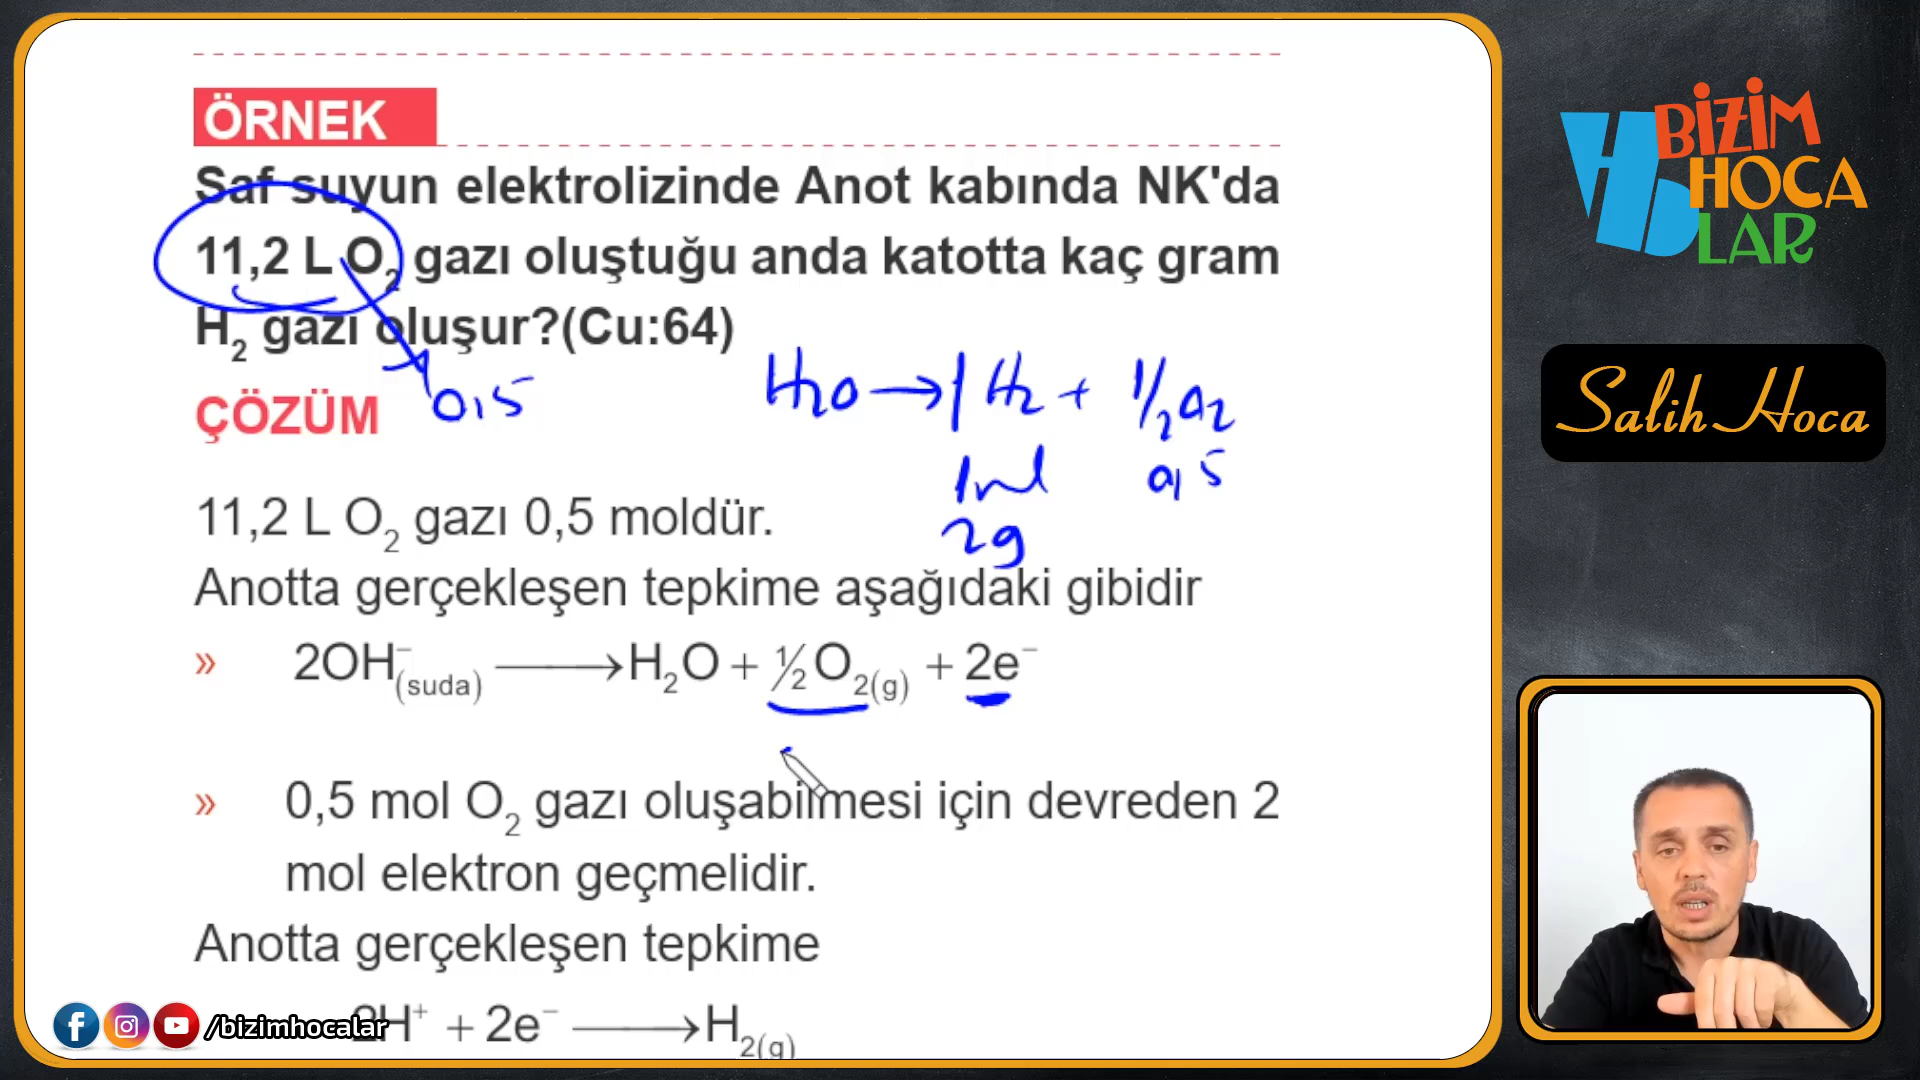 ÖRNEK
Saf suyun elektrolizinde Anot kabında NK'da
11,2 L O₂ gazı oluştuğu anda katotta kaç gram
H₂ gazı oluşur?(Cu:64)
0,5
H₂O → 1 H₂ + 1/2 O₂
1 mol 0,5
2g
ÇÖZÜM
11,2 L O₂ gazı 0,5 moldür.
Anotta gerçekleşen tepkime aşağıdaki gibidir
» 2OH⁻(suda) ⟶ H₂O + ½O₂(g) + 2e⁻
» 0,5 mol O₂ gazı oluşabilmesi için devreden 2
mol elektron geçmelidir.
Anotta gerçekleşen tepkime
2H⁺ + 2e⁻ ⟶ H₂(g)
/bizimhocalar
BİZİM
HOCA
LAR
Salih Hoca